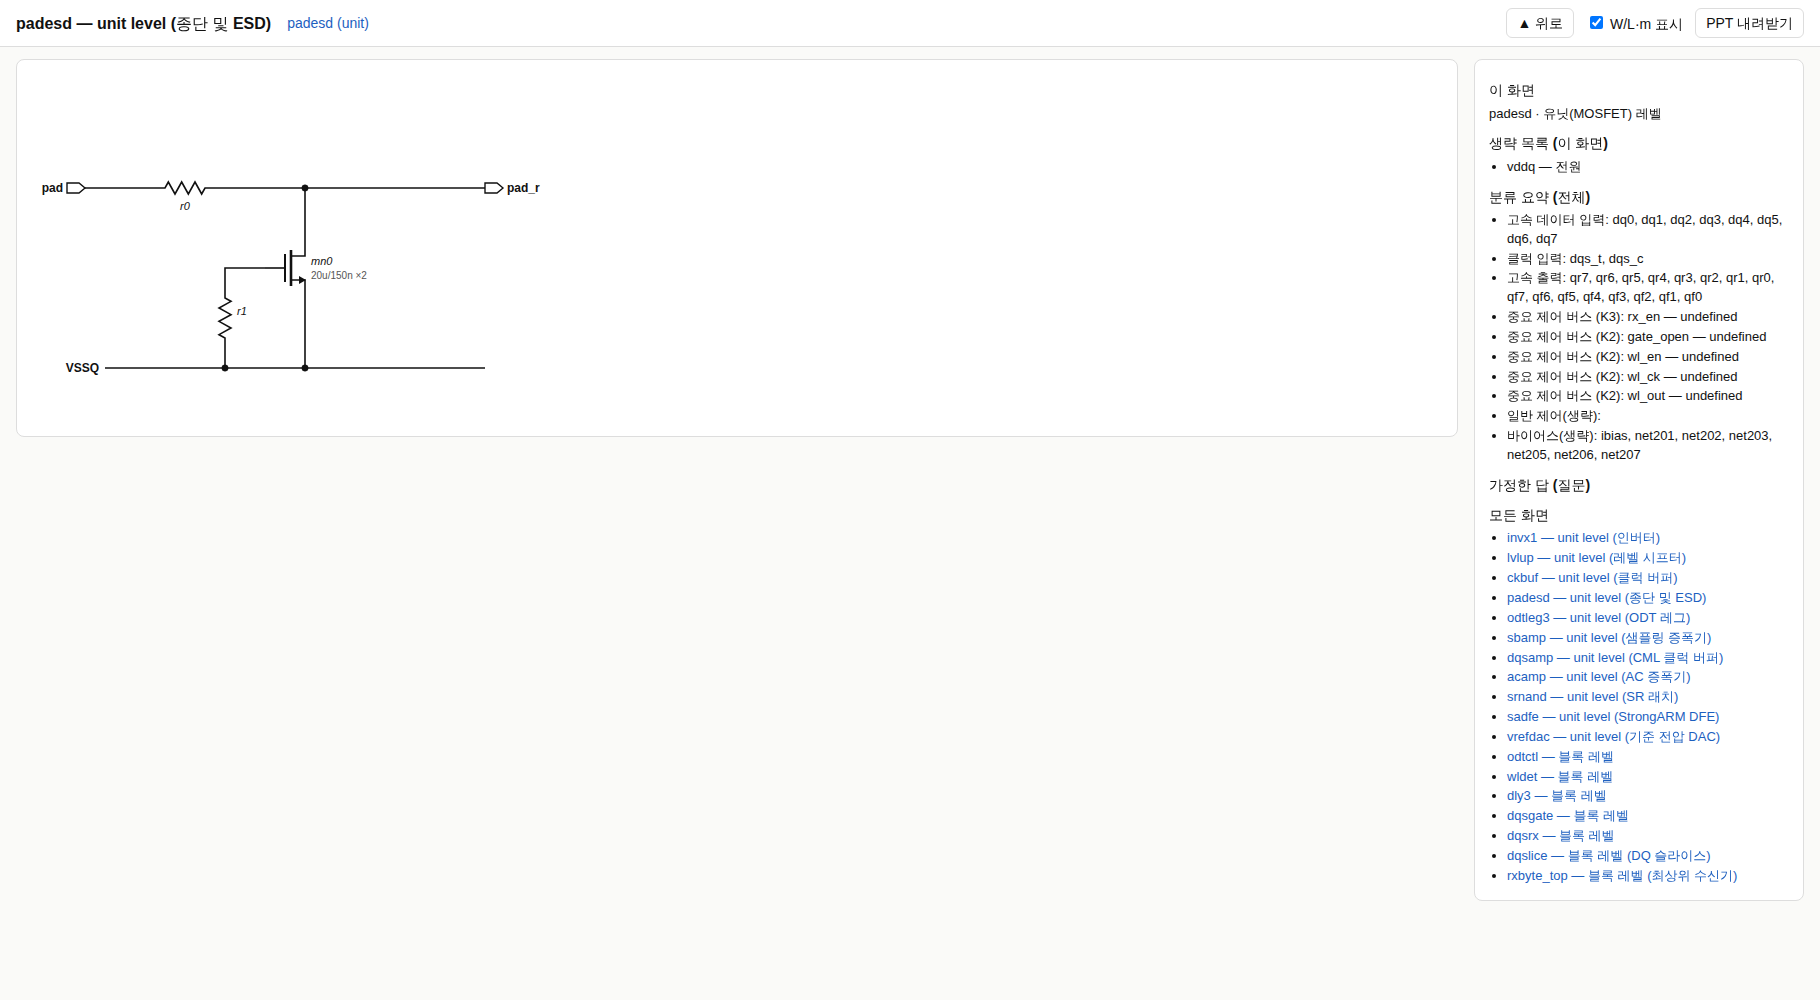 padesd — unit level (종단 및 ESD) padesd (unit) ▲ 위로 W/L·m 표시 PPT 내려받기
pad
r0
pad_r
mn0
20u/150n ×2
r1
VSSQ
이 화면
padesd · 유닛(MOSFET) 레벨
생략 목록 (이 화면)
• vddq — 전원
분류 요약 (전체)
• 고속 데이터 입력: dq0, dq1, dq2, dq3, dq4, dq5,
dq6, dq7
• 클럭 입력: dqs_t, dqs_c
• 고속 출력: qr7, qr6, qr5, qr4, qr3, qr2, qr1, qr0,
qf7, qf6, qf5, qf4, qf3, qf2, qf1, qf0
• 중요 제어 버스 (K3): rx_en — undefined
• 중요 제어 버스 (K2): gate_open — undefined
• 중요 제어 버스 (K2): wl_en — undefined
• 중요 제어 버스 (K2): wl_ck — undefined
• 중요 제어 버스 (K2): wl_out — undefined
• 일반 제어(생략):
• 바이어스(생략): ibias, net201, net202, net203,
net205, net206, net207
가정한 답 (질문)
모든 화면
• invx1 — unit level (인버터)
• lvlup — unit level (레벨 시프터)
• ckbuf — unit level (클럭 버퍼)
• padesd — unit level (종단 및 ESD)
• odtleg3 — unit level (ODT 레그)
• sbamp — unit level (샘플링 증폭기)
• dqsamp — unit level (CML 클럭 버퍼)
• acamp — unit level (AC 증폭기)
• srnand — unit level (SR 래치)
• sadfe — unit level (StrongARM DFE)
• vrefdac — unit level (기준 전압 DAC)
• odtctl — 블록 레벨
• wldet — 블록 레벨
• dly3 — 블록 레벨
• dqsgate — 블록 레벨
• dqsrx — 블록 레벨
• dqslice — 블록 레벨 (DQ 슬라이스)
• rxbyte_top — 블록 레벨 (최상위 수신기)